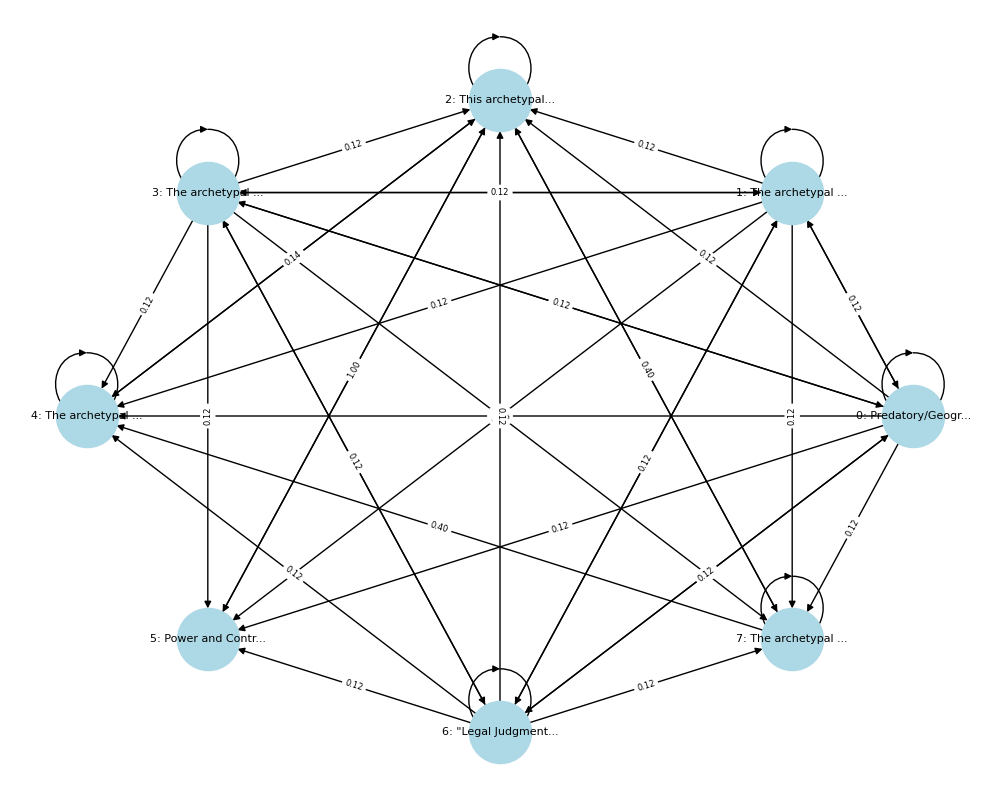 2: This archetypal...
0.12
0.12
3: The archetypal ...
0.12
1: The archetypal ...
0.14
0.12
0.12
0.12
0.12
0.12
1.00
0.40
4: The archetypal ...
0.12
0.12
0.12
0: Predatory/Geogr...
0.12
0.12
0.40
0.12
0.12
0.12
0.12
5: Power and Contr...
7: The archetypal ...
0.12
0.12
6: "Legal Judgment...